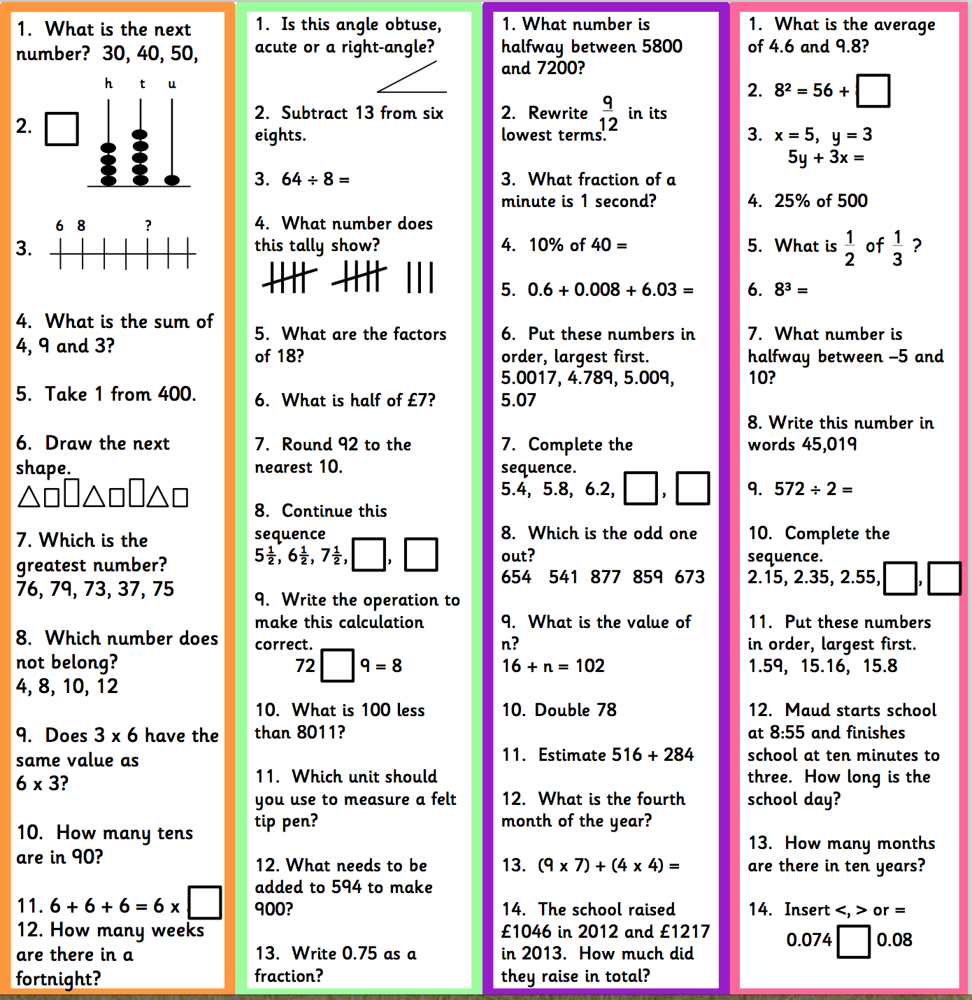 1. What is the next
number? 30, 40, 50,
h t u
2.
6 8 ?
3.
4. What is the sum of
4, 9 and 3?
5. Take 1 from 400.
6. Draw the next
shape.
7. Which is the
greatest number?
76, 79, 73, 37, 75
8. Which number does
not belong?
4, 8, 10, 12
9. Does 3 x 6 have the
same value as
6 x 3?
10. How many tens
are in 90?
11. 6 + 6 + 6 = 6 x
12. How many weeks
are there in a
fortnight?
1. Is this angle obtuse,
acute or a right-angle?
2. Subtract 13 from six
eights.
3. 64 ÷ 8 =
4. What number does
this tally show?
5. What are the factors
of 18?
6. What is half of £7?
7. Round 92 to the
nearest 10.
8. Continue this
sequence
5½, 6½, 7½, ,
9. Write the operation to
make this calculation
correct.
72 9 = 8
10. What is 100 less
than 8011?
11. Which unit should
you use to measure a felt
tip pen?
12. What needs to be
added to 594 to make
900?
13. Write 0.75 as a
fraction?
1. What number is
halfway between 5800
and 7200?
2. Rewrite 9/12 in its
lowest terms.
3. What fraction of a
minute is 1 second?
4. 10% of 40 =
5. 0.6 + 0.008 + 6.03 =
6. Put these numbers in
order, largest first.
5.0017, 4.789, 5.009,
5.07
7. Complete the
sequence.
5.4, 5.8, 6.2, ,
8. Which is the odd one
out?
654 541 877 859 673
9. What is the value of
n?
16 + n = 102
10. Double 78
11. Estimate 516 + 284
12. What is the fourth
month of the year?
13. (9 x 7) + (4 x 4) =
14. The school raised
£1046 in 2012 and £1217
in 2013. How much did
they raise in total?
1. What is the average
of 4.6 and 9.8?
2. 8² = 56 +
3. x = 5, y = 3
5y + 3x =
4. 25% of 500
5. What is 1/2 of 1/3 ?
6. 8³ =
7. What number is
halfway between –5 and
10?
8. Write this number in
words 45,019
9. 572 ÷ 2 =
10. Complete the
sequence.
2.15, 2.35, 2.55, ,
11. Put these numbers
in order, largest first.
1.59, 15.16, 15.8
12. Maud starts school
at 8:55 and finishes
school at ten minutes to
three. How long is the
school day?
13. How many months
are there in ten years?
14. Insert <, > or =
0.074 0.08